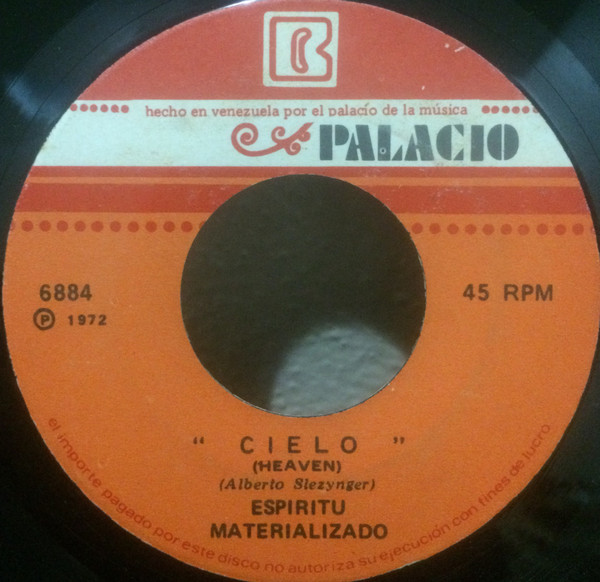 hecho en venezuela por el palacio de la música
PALACIO
6884
45 RPM
Ⓟ 1972
" CIELO "
(HEAVEN)
(Alberto Slezynger)
ESPIRITU
MATERIALIZADO
el importe pagado por este disco no autoriza su ejecución con fines de lucro